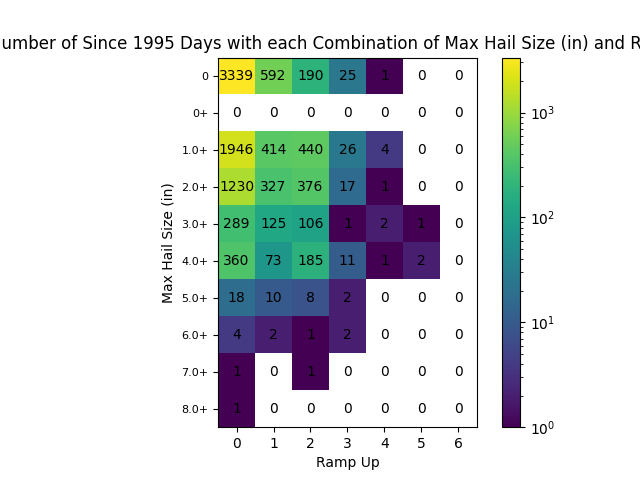 umber of Since 1995 Days with each Combination of Max Hail Size (in) and R
0 3339 592 190 25 1 0 0
0+ 0 0 0 0 0 0 0
1.0+ 1946 414 440 26 4 0 0
2.0+ 1230 327 376 17 1 0 0
3.0+ 289 125 106 1 2 1 0
4.0+ 360 73 185 11 1 2 0
5.0+ 18 10 8 2 0 0 0
6.0+ 4 2 1 2 0 0 0
7.0+ 1 0 1 0 0 0 0
8.0+ 1 0 0 0 0 0 0
0 1 2 3 4 5 6
Ramp Up
Max Hail Size (in)
10³
10²
10¹
10⁰